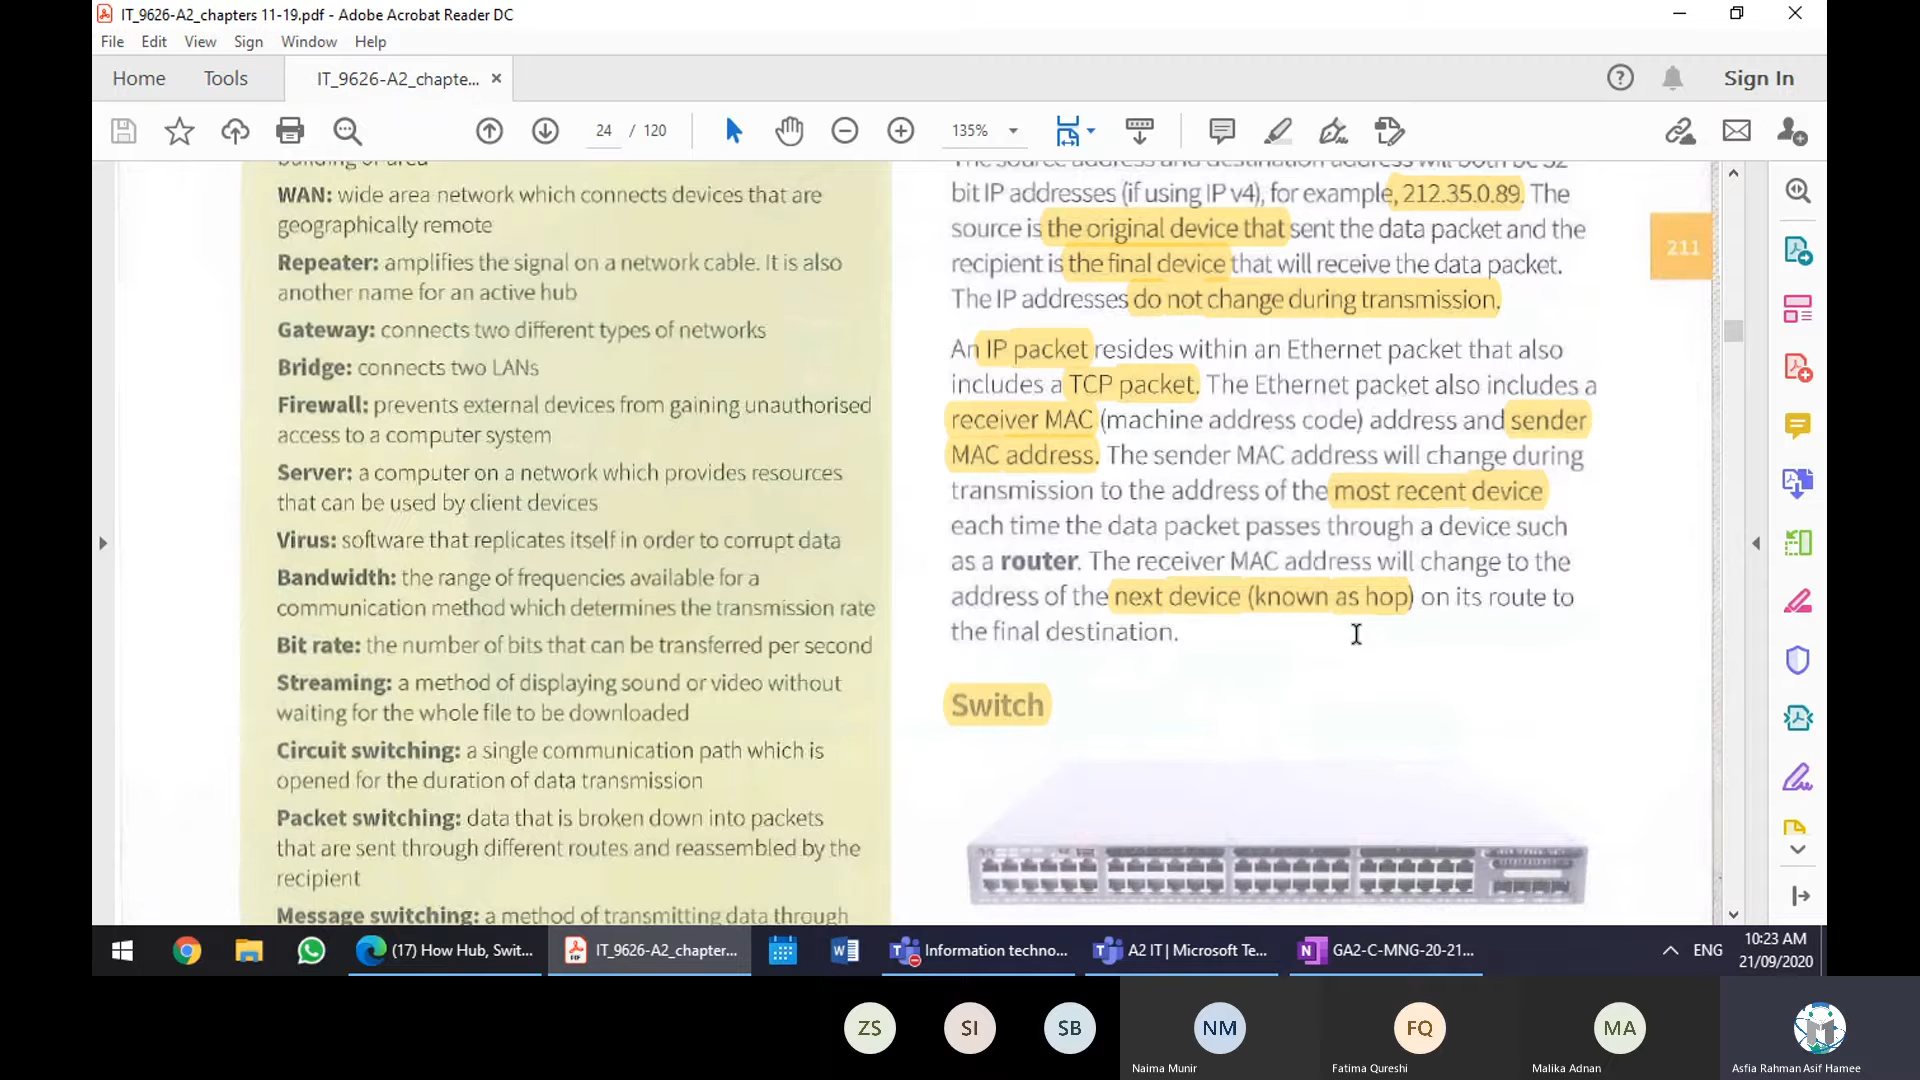 IT_9626-A2_chapters 11-19.pdf - Adobe Acrobat Reader DC
File Edit View Sign Window Help
Home Tools IT_9626-A2_chapte... × Sign In
24 / 120 135%
building or area
WAN: wide area network which connects devices that are
geographically remote
Repeater: amplifies the signal on a network cable. It is also
another name for an active hub
Gateway: connects two different types of networks
Bridge: connects two LANs
Firewall: prevents external devices from gaining unauthorised
access to a computer system
Server: a computer on a network which provides resources
that can be used by client devices
Virus: software that replicates itself in order to corrupt data
Bandwidth: the range of frequencies available for a
communication method which determines the transmission rate
Bit rate: the number of bits that can be transferred per second
Streaming: a method of displaying sound or video without
waiting for the whole file to be downloaded
Circuit switching: a single communication path which is
opened for the duration of data transmission
Packet switching: data that is broken down into packets
that are sent through different routes and reassembled by the
recipient
Message switching: a method of transmitting data through
The source address and destination address will both be 32
bit IP addresses (if using IP v4), for example, 212.35.0.89. The
source is the original device that sent the data packet and the
recipient is the final device that will receive the data packet.
The IP addresses do not change during transmission.
An IP packet resides within an Ethernet packet that also
includes a TCP packet. The Ethernet packet also includes a
receiver MAC (machine address code) address and sender
MAC address. The sender MAC address will change during
transmission to the address of the most recent device
each time the data packet passes through a device such
as a router. The receiver MAC address will change to the
address of the next device (known as hop) on its route to
the final destination.
Switch
211
(17) How Hub, Swit... IT_9626-A2_chapter... Information techno... A2 IT | Microsoft Te... GA2-C-MNG-20-21... ENG 10:23 AM
21/09/2020
ZS SI SB NM FQ MA
Naima Munir Fatima Qureshi Malika Adnan Asfia Rahman Asif Hamee